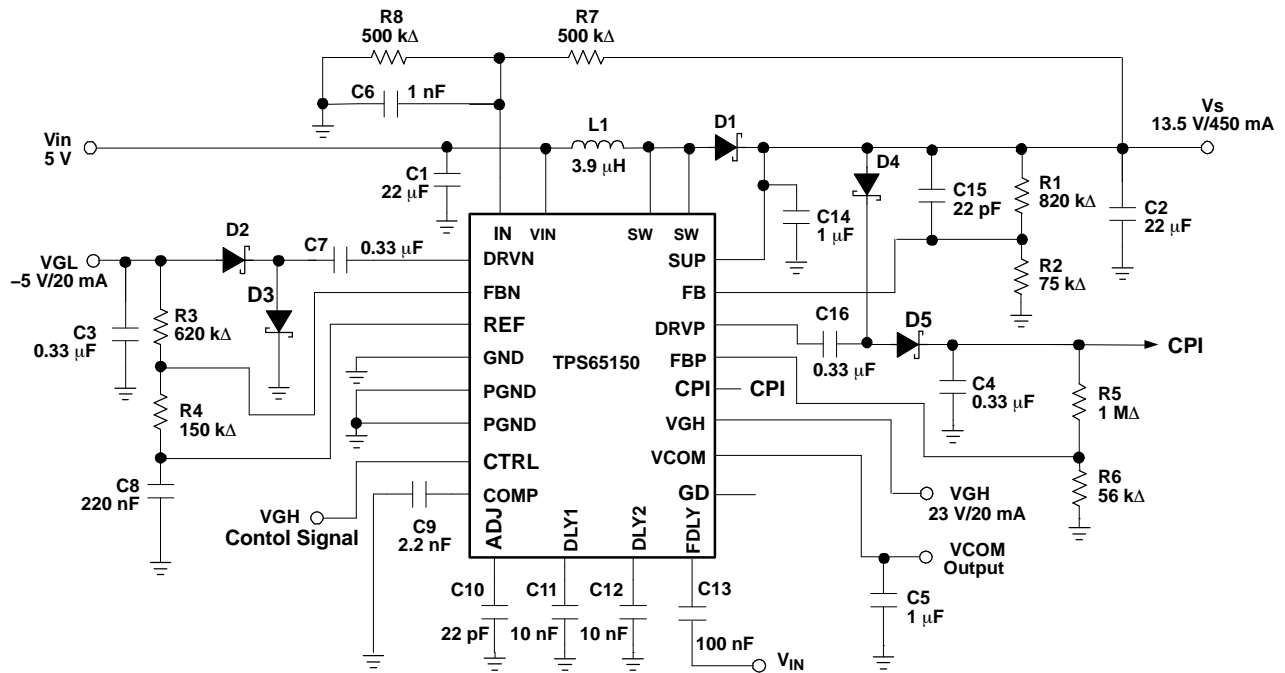 R8
500 kΔ
R7
500 kΔ
C6
1 nF
Vin
5 V
L1
3.9 μH
D1
Vs
13.5 V/450 mA
C1
22 μF
D4
C15
22 pF
R1
820 kΔ
C14
1 μF
C2
22 μF
R2
75 kΔ
D2
C7
0.33 μF
VGL
–5 V/20 mA
D3
C3
0.33 μF
R3
620 kΔ
R4
150 kΔ
C8
220 nF
IN
VIN
SW
SW
DRVN
FBN
REF
GND
PGND
PGND
CTRL
COMP
TPS65150
SUP
FB
DRVP
FBP
CPI
CPI
VGH
VCOM
GD
ADJ
DLY1
DLY2
FDLY
C16
0.33 μF
D5
CPI
C4
0.33 μF
R5
1 MΔ
R6
56 kΔ
VGH
23 V/20 mA
VCOM
Output
C5
1 μF
VGH
Contol Signal
C9
2.2 nF
C10
22 pF
C11
10 nF
C12
10 nF
C13
100 nF
VIN